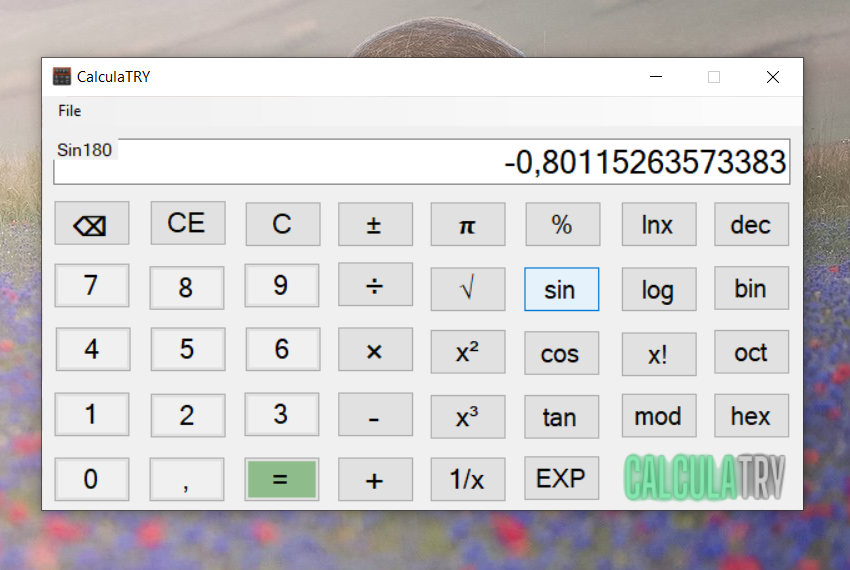 CalculaTRY
File
Sin180
-0,80115263573383
⌫ CE C ± π % lnx dec
7 8 9 ÷ √ sin log bin
4 5 6 × x² cos x! oct
1 2 3 - x³ tan mod hex
0 , = + 1/x EXP CALCULATRY